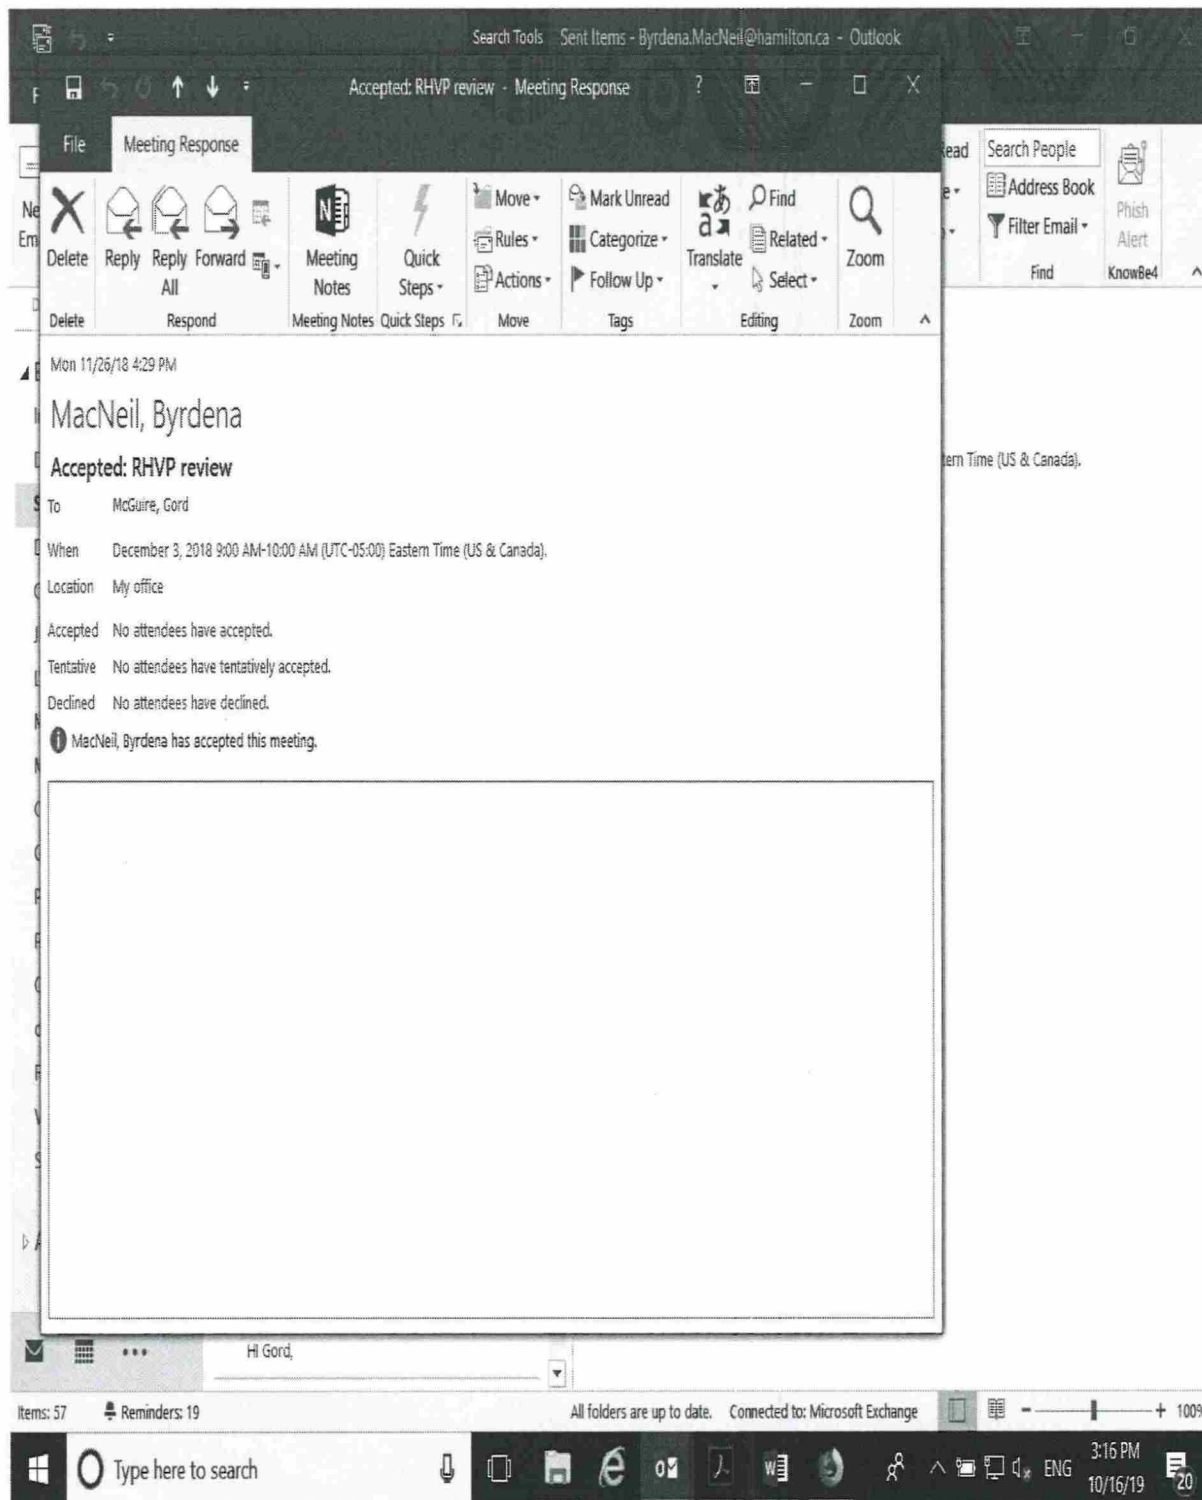 Search Tools Sent Items - Byrdena.MacNeil@hamilton.ca - Outlook
Accepted: RHVP review - Meeting Response ?
File Meeting Response
Search People
Address Book
Filter Email
Find
Phish Alert
KnowBe4
Delete
Reply
Reply All
Forward
Meeting Notes
Quick Steps
Move
Rules
Actions
Mark Unread
Categorize
Follow Up
Translate
Find
Related
Select
Zoom
Delete Respond Meeting Notes Quick Steps Move Tags Editing Zoom
Mon 11/26/18 4:29 PM
MacNeil, Byrdena
Accepted: RHVP review
To McGuire, Gord
When December 3, 2018 9:00 AM-10:00 AM (UTC-05:00) Eastern Time (US & Canada).
Location My office
Accepted No attendees have accepted.
Tentative No attendees have tentatively accepted.
Declined No attendees have declined.
MacNeil, Byrdena has accepted this meeting.
tern Time (US & Canada).
HI Gord,
Items: 57 Reminders: 19 All folders are up to date. Connected to: Microsoft Exchange 100%
Type here to search ENG 3:16 PM
10/16/19
20